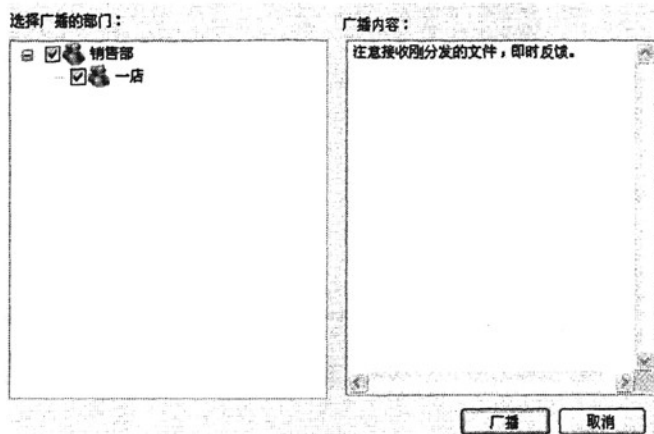 选择广播的部门：
销售部
一店
广播内容：
注意接收刚分发的文件，即时反馈。
广播
取消